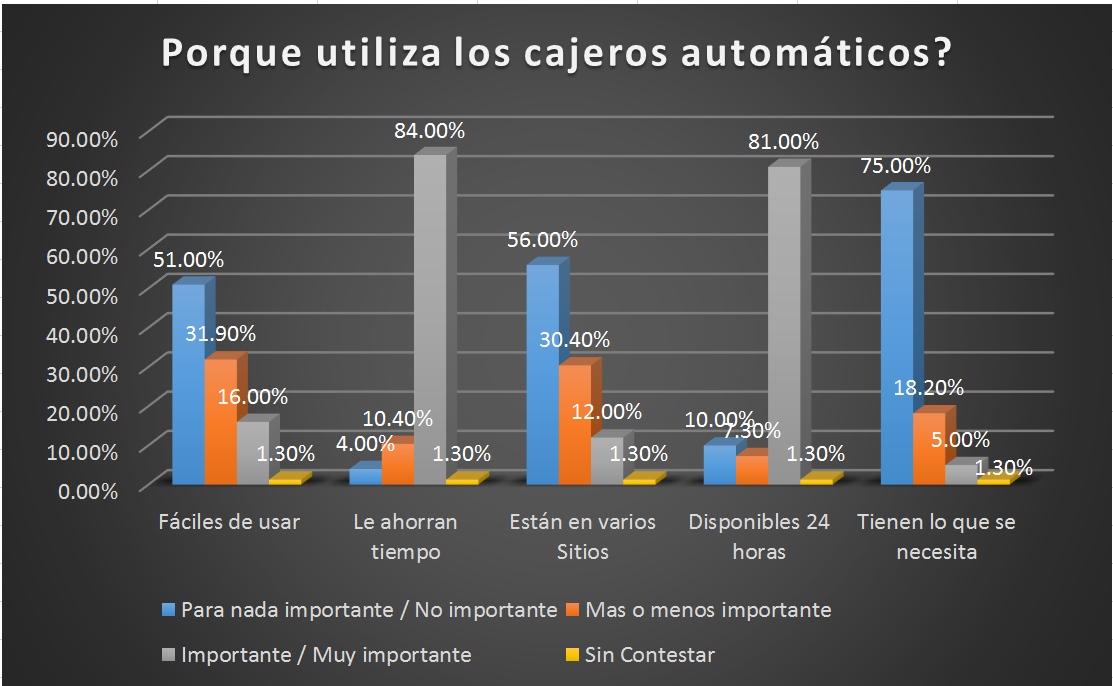 Porque utiliza los cajeros automáticos?
90.00%
80.00%
70.00%
60.00%
50.00%
40.00%
30.00%
20.00%
10.00%
0.00%
51.00%
31.90%
16.00%
1.30%
4.00%
10.40%
84.00%
1.30%
56.00%
30.40%
12.00%
1.30%
10.00%
7.30%
81.00%
1.30%
75.00%
18.20%
5.00%
1.30%
Fáciles de usar
Le ahorran
tiempo
Están en varios
Sitios
Disponibles 24
horas
Tienen lo que se
necesita
Para nada importante / No importante
Mas o menos importante
Importante / Muy importante
Sin Contestar